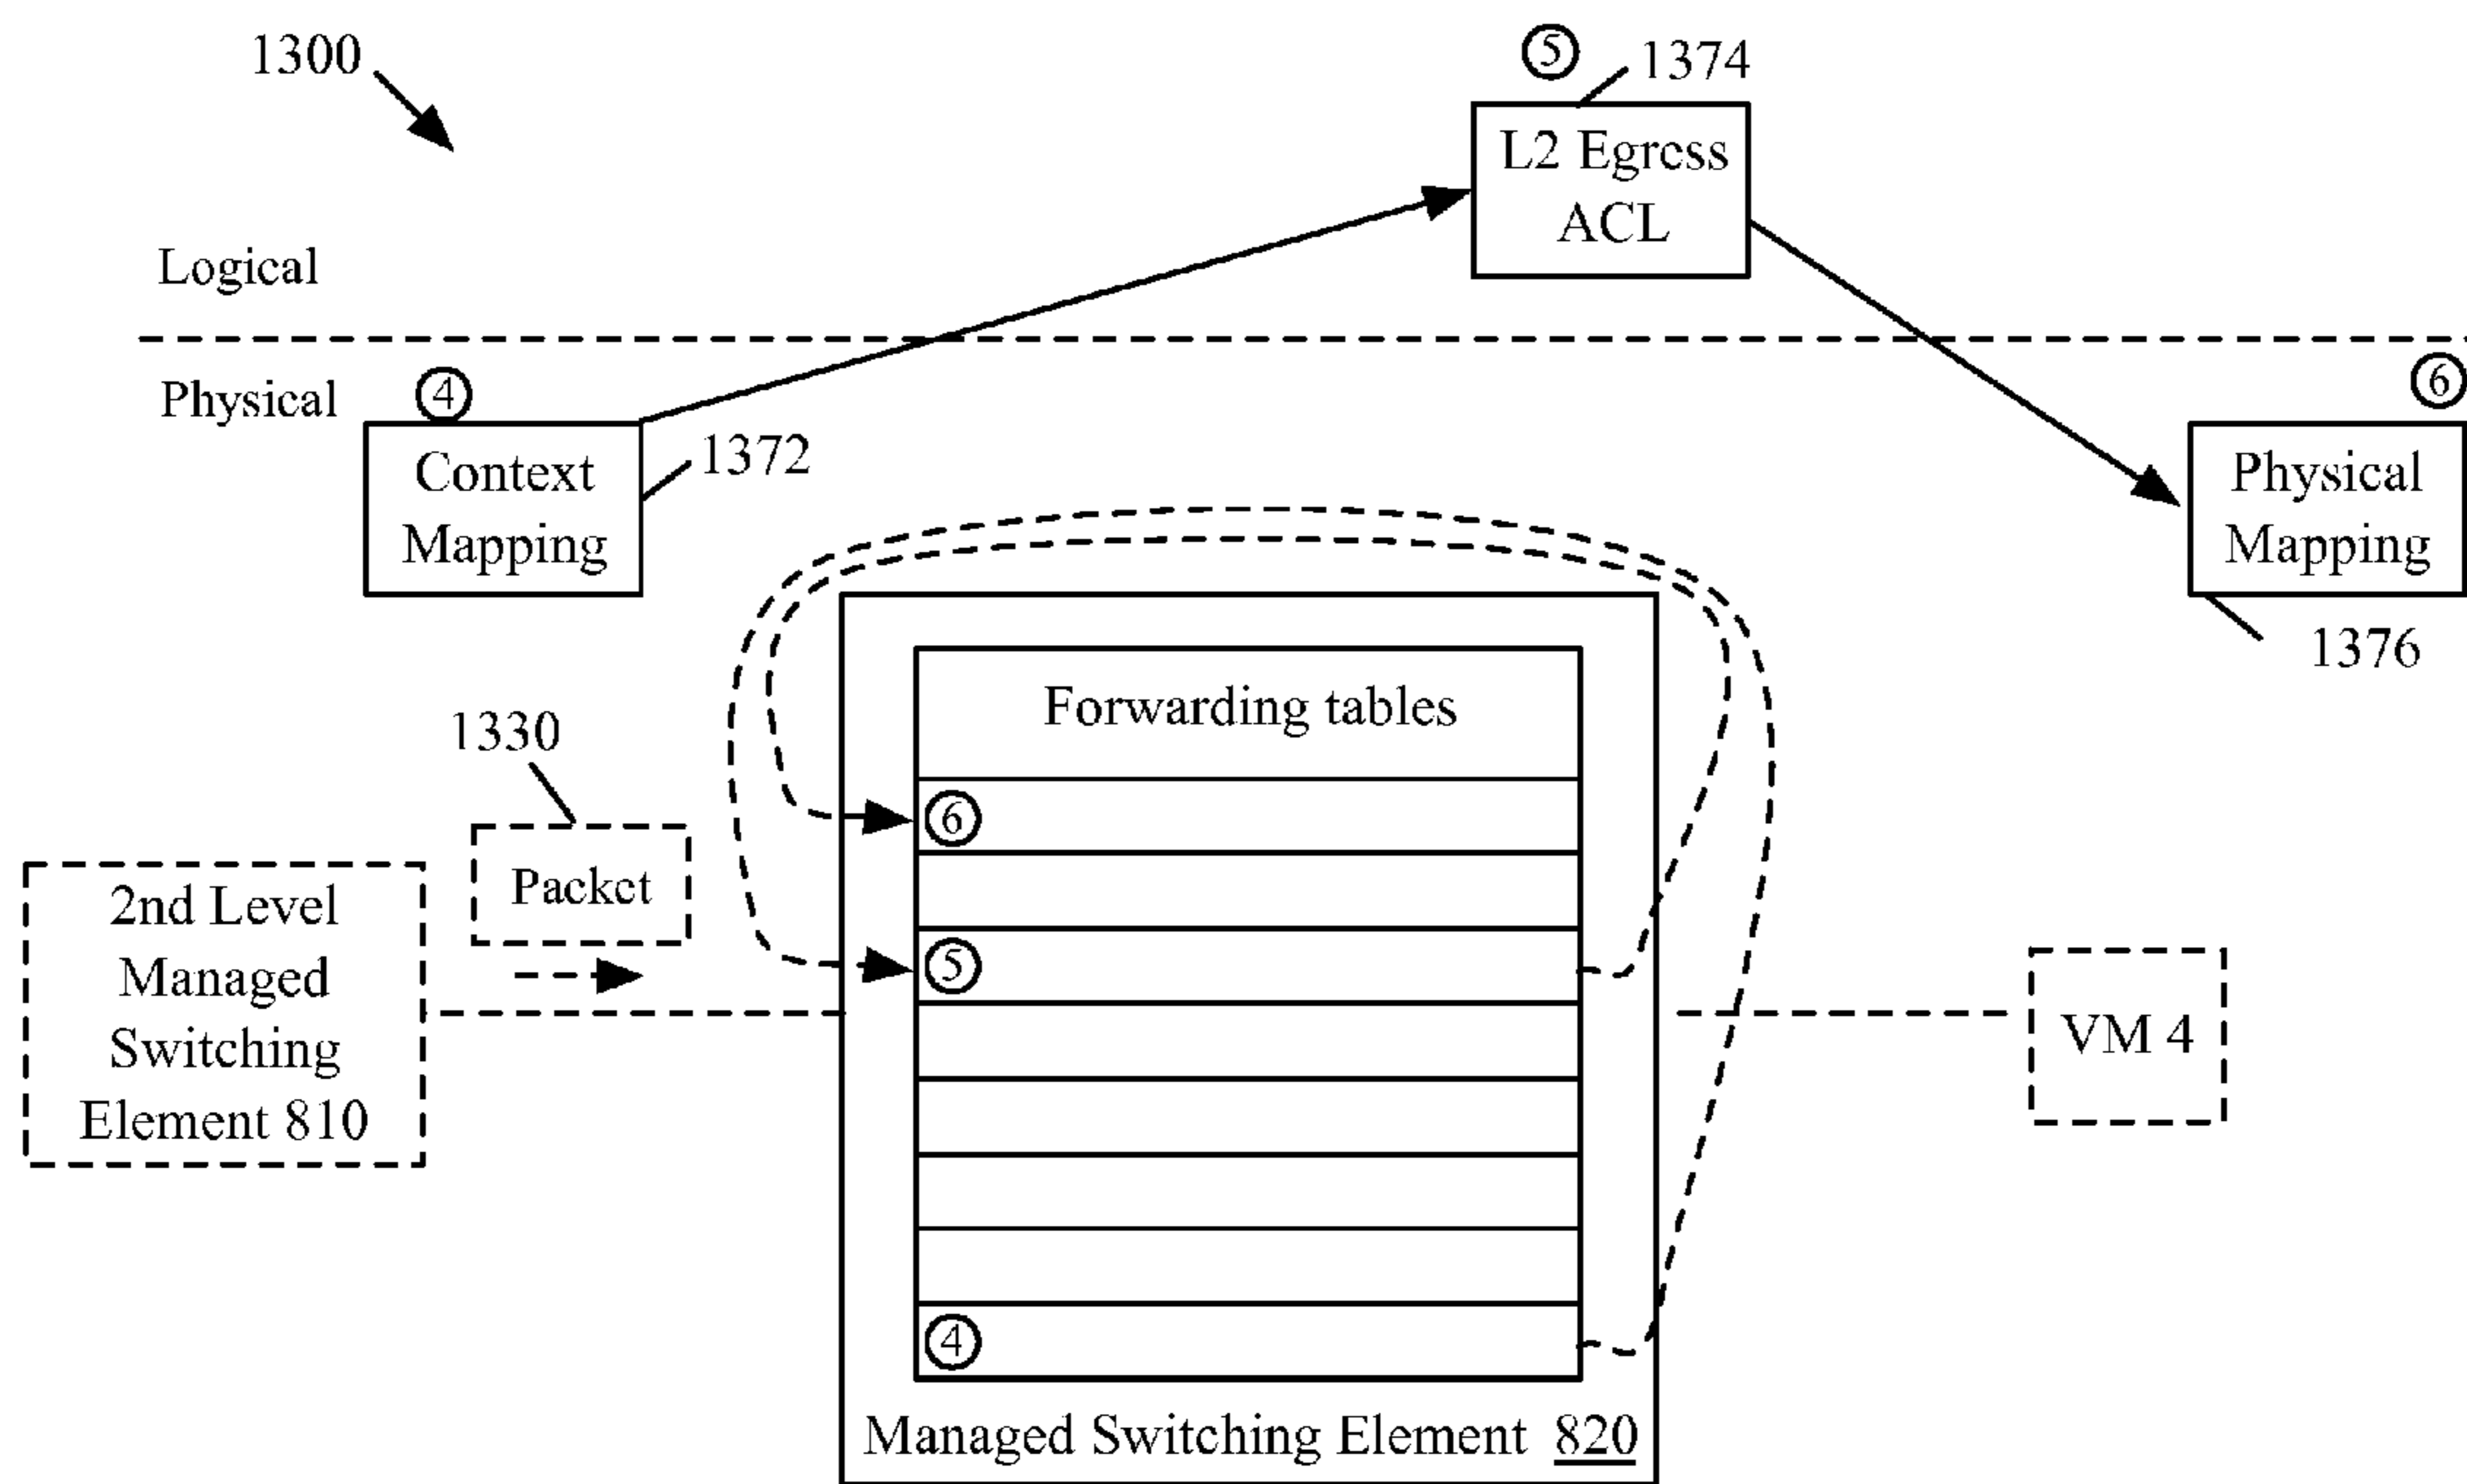 1300
⑤
1374
L2 Egress
ACL
Logical
Physical
④
⑥
Context
Mapping
1372
Physical
Mapping
1376
Forwarding tables
1330
Packet
⑥
⑤
④
2nd Level
Managed
Switching
Element 810
VM 4
Managed Switching Element 820